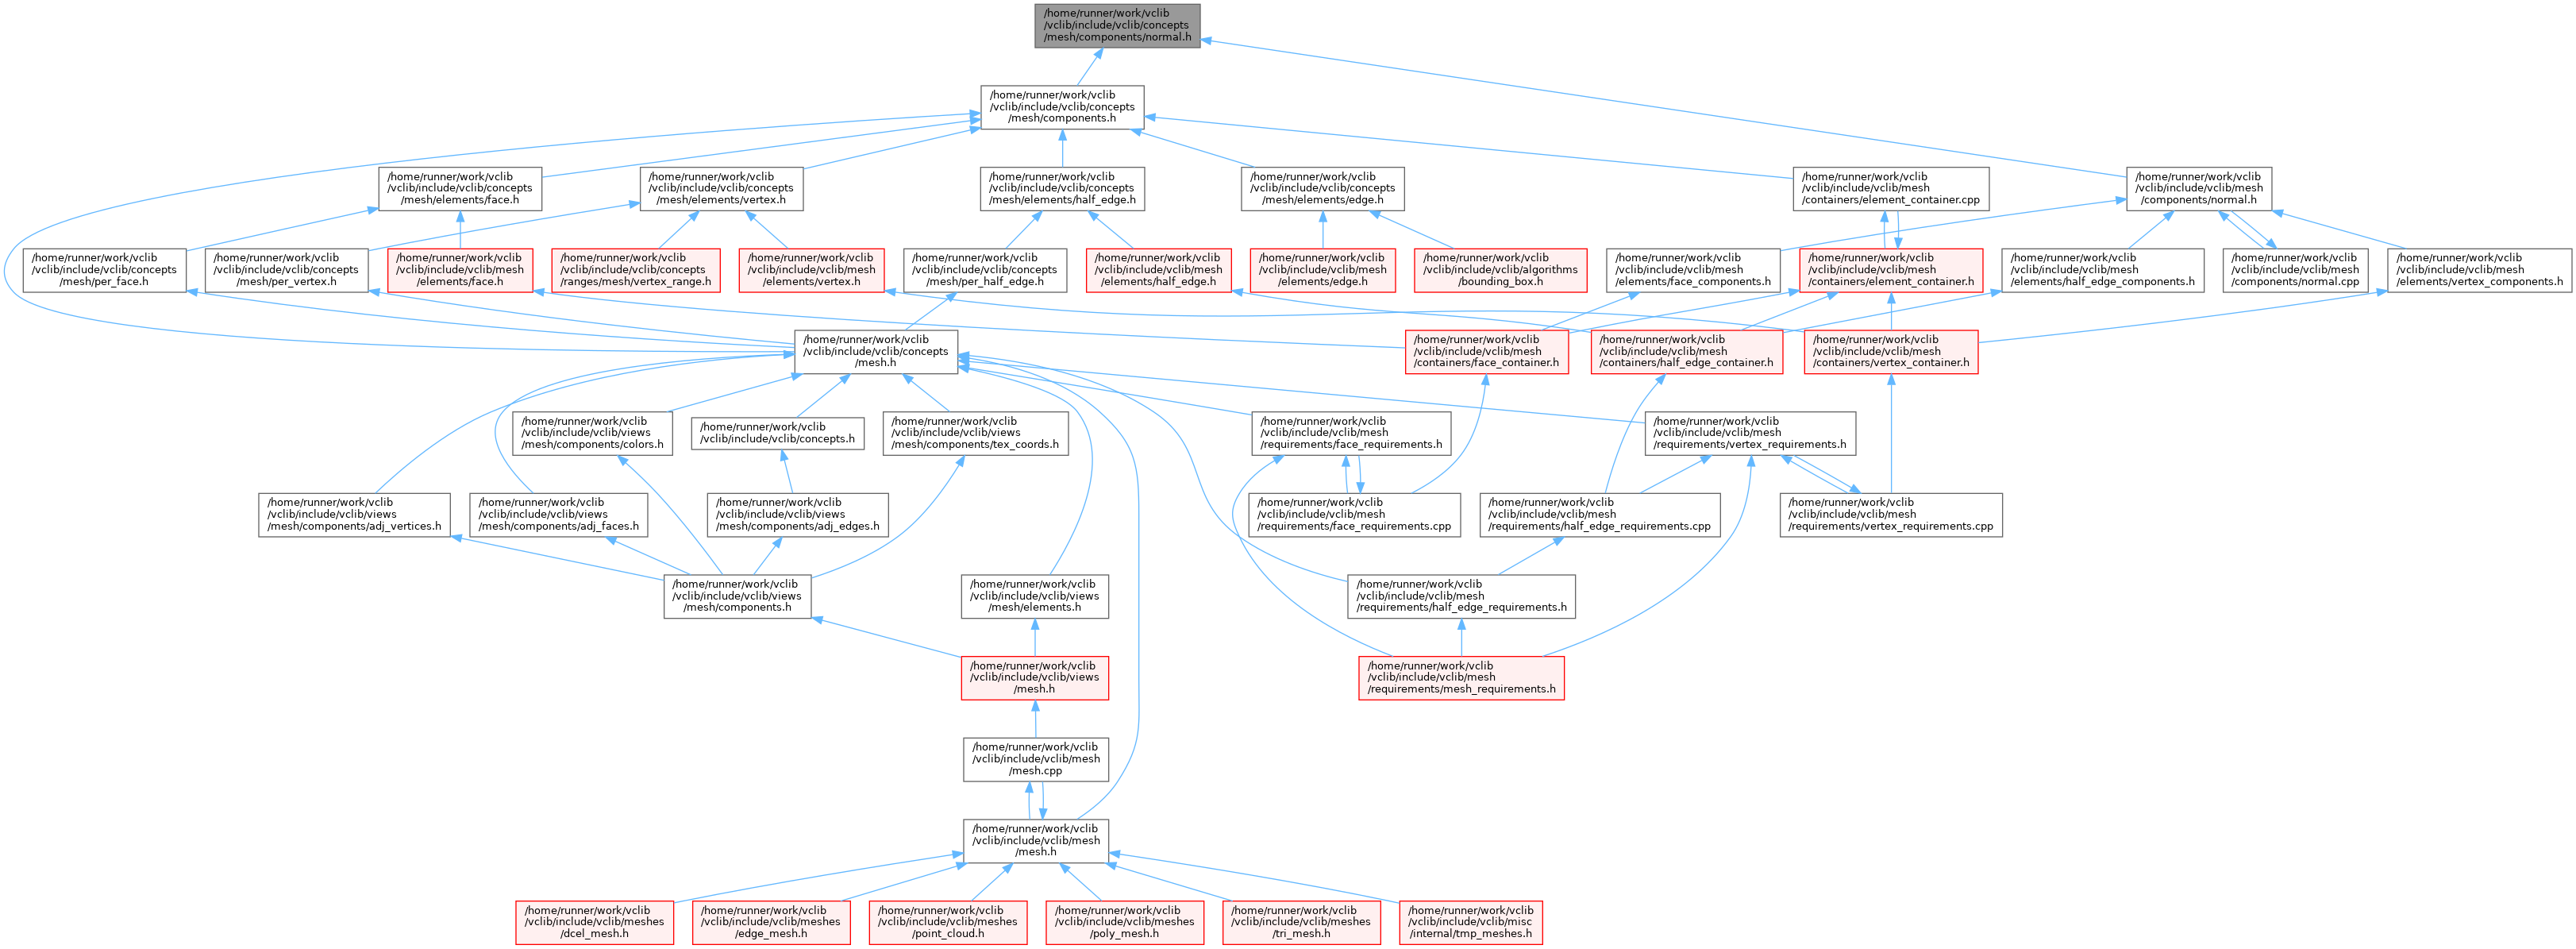 /home/runner/work/vclib
/vclib/include/vclib/concepts
/mesh/components/normal.h
/home/runner/work/vclib
/vclib/include/vclib/concepts
/mesh/components.h
/home/runner/work/vclib
/vclib/include/vclib/concepts
/mesh/elements/face.h
/home/runner/work/vclib
/vclib/include/vclib/concepts
/mesh/elements/vertex.h
/home/runner/work/vclib
/vclib/include/vclib/concepts
/mesh/elements/half_edge.h
/home/runner/work/vclib
/vclib/include/vclib/concepts
/mesh/elements/edge.h
/home/runner/work/vclib
/vclib/include/vclib/mesh
/containers/element_container.cpp
/home/runner/work/vclib
/vclib/include/vclib/mesh
/components/normal.h
/home/runner/work/vclib
/vclib/include/vclib/concepts
/mesh/per_face.h
/home/runner/work/vclib
/vclib/include/vclib/concepts
/mesh/per_vertex.h
/home/runner/work/vclib
/vclib/include/vclib/mesh
/elements/face.h
/home/runner/work/vclib
/vclib/include/vclib/concepts
/ranges/mesh/vertex_range.h
/home/runner/work/vclib
/vclib/include/vclib/mesh
/elements/vertex.h
/home/runner/work/vclib
/vclib/include/vclib/concepts
/mesh/per_half_edge.h
/home/runner/work/vclib
/vclib/include/vclib/mesh
/elements/half_edge.h
/home/runner/work/vclib
/vclib/include/vclib/mesh
/elements/edge.h
/home/runner/work/vclib
/vclib/include/vclib/algorithms
/bounding_box.h
/home/runner/work/vclib
/vclib/include/vclib/mesh
/elements/face_components.h
/home/runner/work/vclib
/vclib/include/vclib/mesh
/containers/element_container.h
/home/runner/work/vclib
/vclib/include/vclib/mesh
/elements/half_edge_components.h
/home/runner/work/vclib
/vclib/include/vclib/mesh
/components/normal.cpp
/home/runner/work/vclib
/vclib/include/vclib/mesh
/elements/vertex_components.h
/home/runner/work/vclib
/vclib/include/vclib/concepts
/mesh.h
/home/runner/work/vclib
/vclib/include/vclib/mesh
/containers/face_container.h
/home/runner/work/vclib
/vclib/include/vclib/mesh
/containers/half_edge_container.h
/home/runner/work/vclib
/vclib/include/vclib/mesh
/containers/vertex_container.h
/home/runner/work/vclib
/vclib/include/vclib/views
/mesh/components/colors.h
/home/runner/work/vclib
/vclib/include/vclib/concepts.h
/home/runner/work/vclib
/vclib/include/vclib/views
/mesh/components/tex_coords.h
/home/runner/work/vclib
/vclib/include/vclib/mesh
/requirements/face_requirements.h
/home/runner/work/vclib
/vclib/include/vclib/mesh
/requirements/vertex_requirements.h
/home/runner/work/vclib
/vclib/include/vclib/views
/mesh/components/adj_vertices.h
/home/runner/work/vclib
/vclib/include/vclib/views
/mesh/components/adj_faces.h
/home/runner/work/vclib
/vclib/include/vclib/views
/mesh/components/adj_edges.h
/home/runner/work/vclib
/vclib/include/vclib/mesh
/requirements/face_requirements.cpp
/home/runner/work/vclib
/vclib/include/vclib/mesh
/requirements/half_edge_requirements.cpp
/home/runner/work/vclib
/vclib/include/vclib/mesh
/requirements/vertex_requirements.cpp
/home/runner/work/vclib
/vclib/include/vclib/views
/mesh/components.h
/home/runner/work/vclib
/vclib/include/vclib/views
/mesh/elements.h
/home/runner/work/vclib
/vclib/include/vclib/mesh
/requirements/half_edge_requirements.h
/home/runner/work/vclib
/vclib/include/vclib/views
/mesh.h
/home/runner/work/vclib
/vclib/include/vclib/mesh
/requirements/mesh_requirements.h
/home/runner/work/vclib
/vclib/include/vclib/mesh
/mesh.cpp
/home/runner/work/vclib
/vclib/include/vclib/mesh
/mesh.h
/home/runner/work/vclib
/vclib/include/vclib/meshes
/dcel_mesh.h
/home/runner/work/vclib
/vclib/include/vclib/meshes
/edge_mesh.h
/home/runner/work/vclib
/vclib/include/vclib/meshes
/point_cloud.h
/home/runner/work/vclib
/vclib/include/vclib/meshes
/poly_mesh.h
/home/runner/work/vclib
/vclib/include/vclib/meshes
/tri_mesh.h
/home/runner/work/vclib
/vclib/include/vclib/misc
/internal/tmp_meshes.h